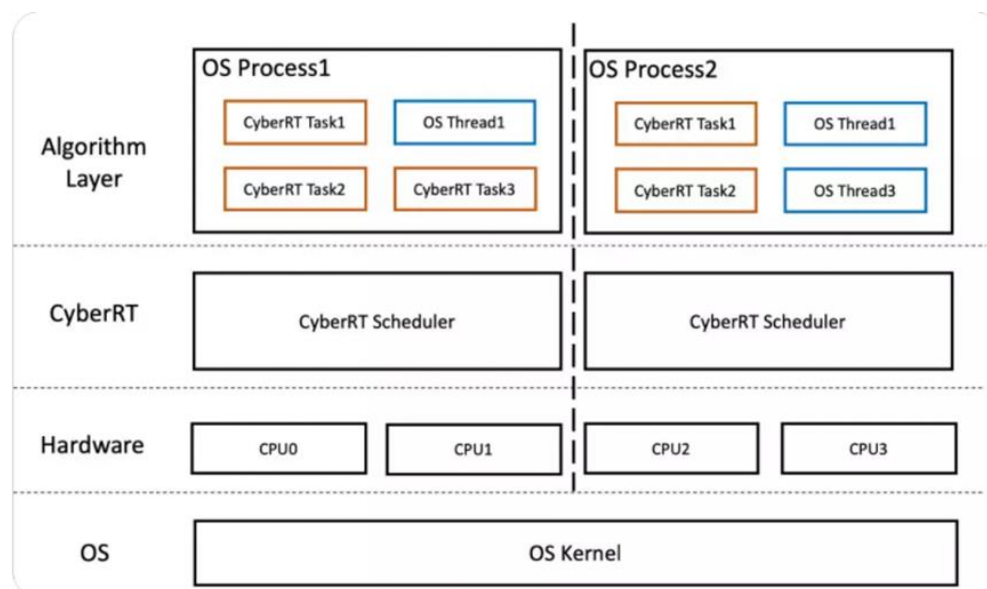 OS Process1
OS Process2
CyberRT Task1
OS Thread1
CyberRT Task1
OS Thread1
Algorithm
Layer
CyberRT Task2
CyberRT Task3
CyberRT Task2
OS Thread3
CyberRT
CyberRT Scheduler
CyberRT Scheduler
Hardware
CPU0
CPU1
CPU2
CPU3
OS
OS Kernel